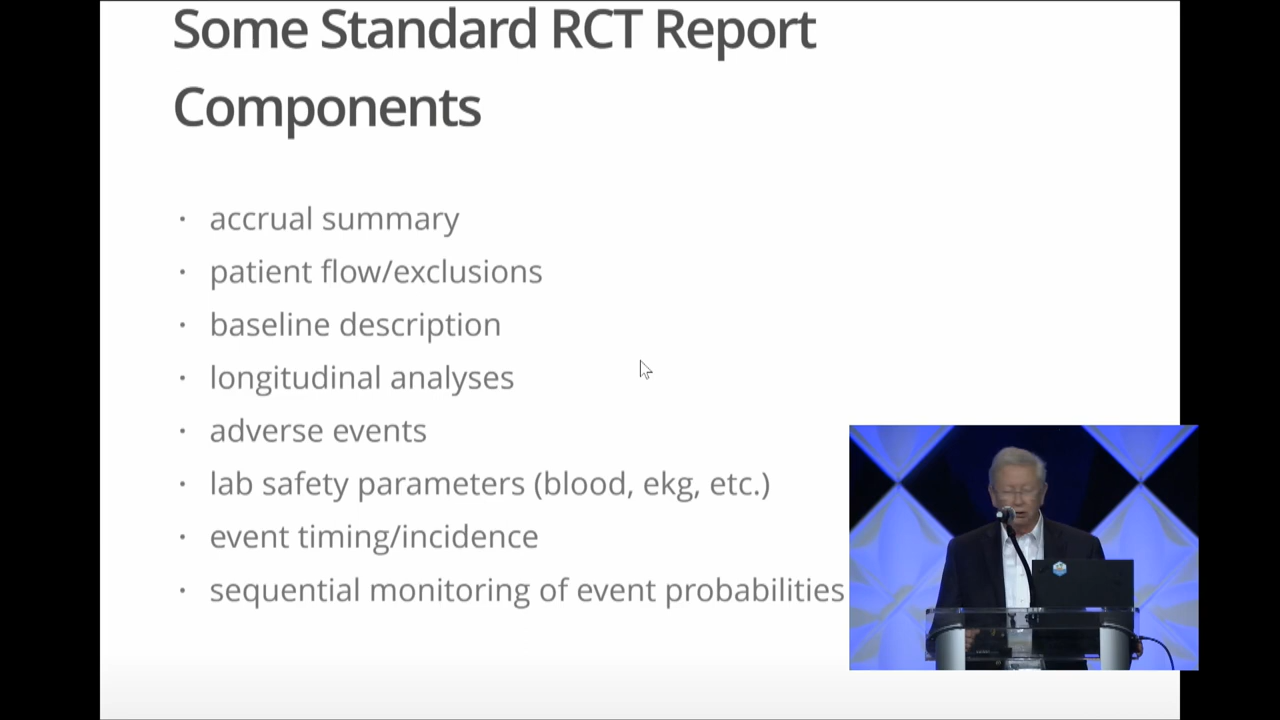 Some Standard RCT Report
Components
· accrual summary
· patient flow/exclusions
· baseline description
· longitudinal analyses
· adverse events
· lab safety parameters (blood, ekg, etc.)
· event timing/incidence
· sequential monitoring of event probabilities